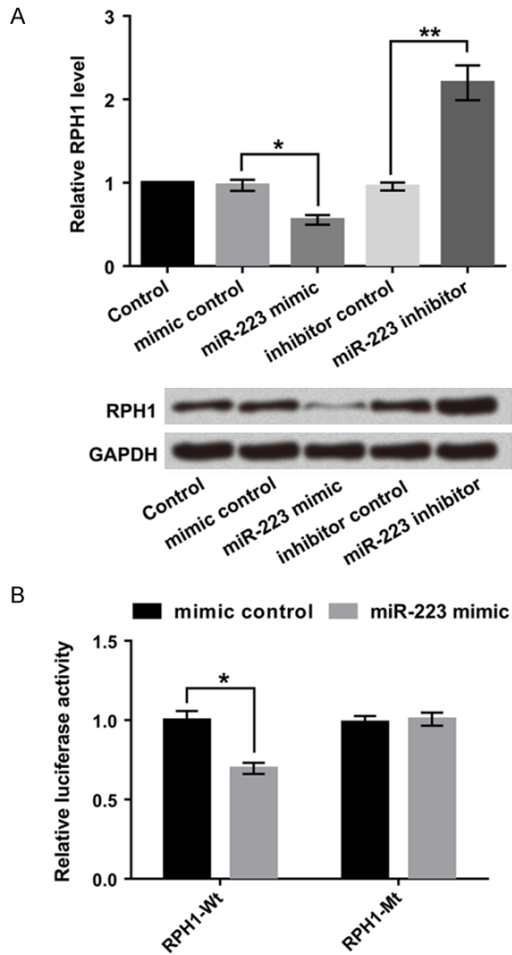 A
Relative RPH1 level
3
2
1
0
*
**
Control
mimic control
miR-223 mimic
inhibitor control
miR-223 inhibitor
RPH1
GAPDH
Control
mimic control
miR-223 mimic
inhibitor control
miR-223 inhibitor
B
mimic control
miR-223 mimic
Relative luciferase activity
1.5
1.0
0.5
0.0
*
RPH1-Wt
RPH1-Mt